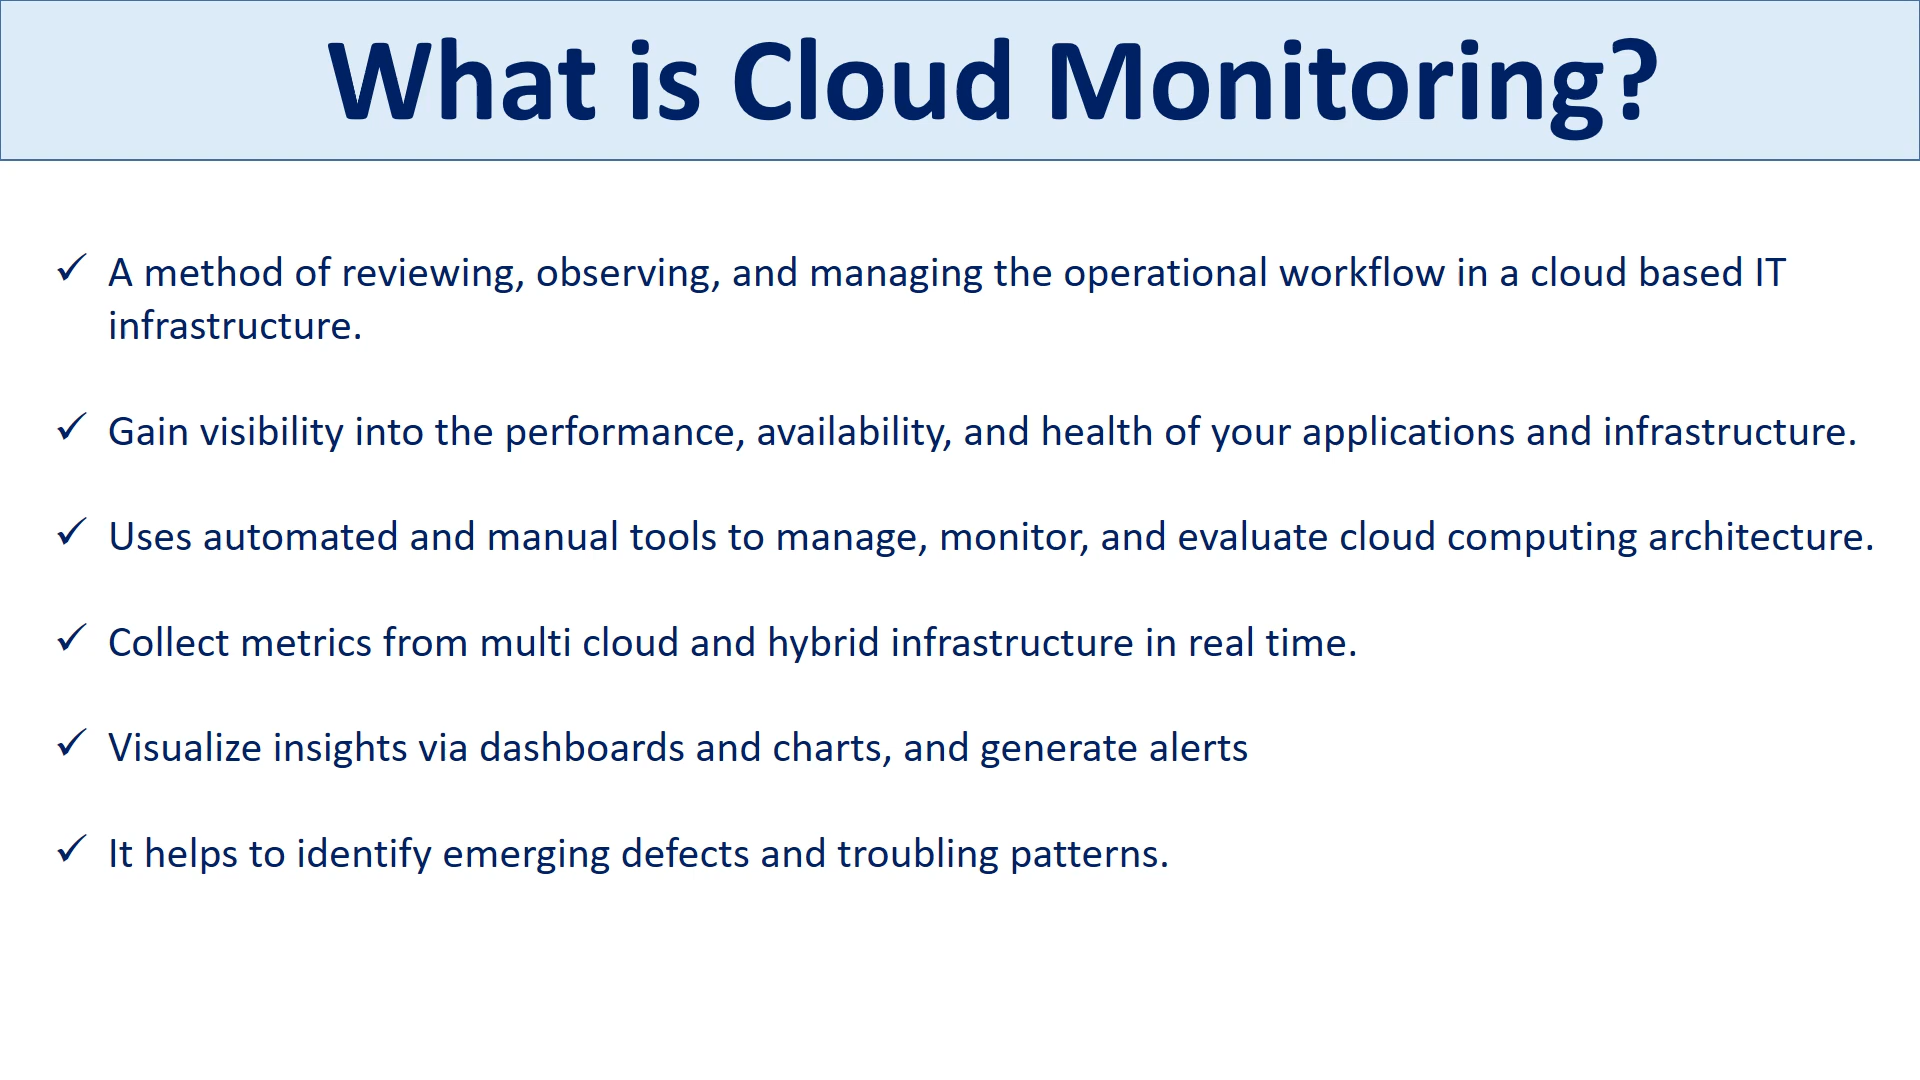 What is Cloud Monitoring?
✓ A method of reviewing, observing, and managing the operational workflow in a cloud based IT
infrastructure.
✓ Gain visibility into the performance, availability, and health of your applications and infrastructure.
✓ Uses automated and manual tools to manage, monitor, and evaluate cloud computing architecture.
✓ Collect metrics from multi cloud and hybrid infrastructure in real time.
✓ Visualize insights via dashboards and charts, and generate alerts
✓ It helps to identify emerging defects and troubling patterns.